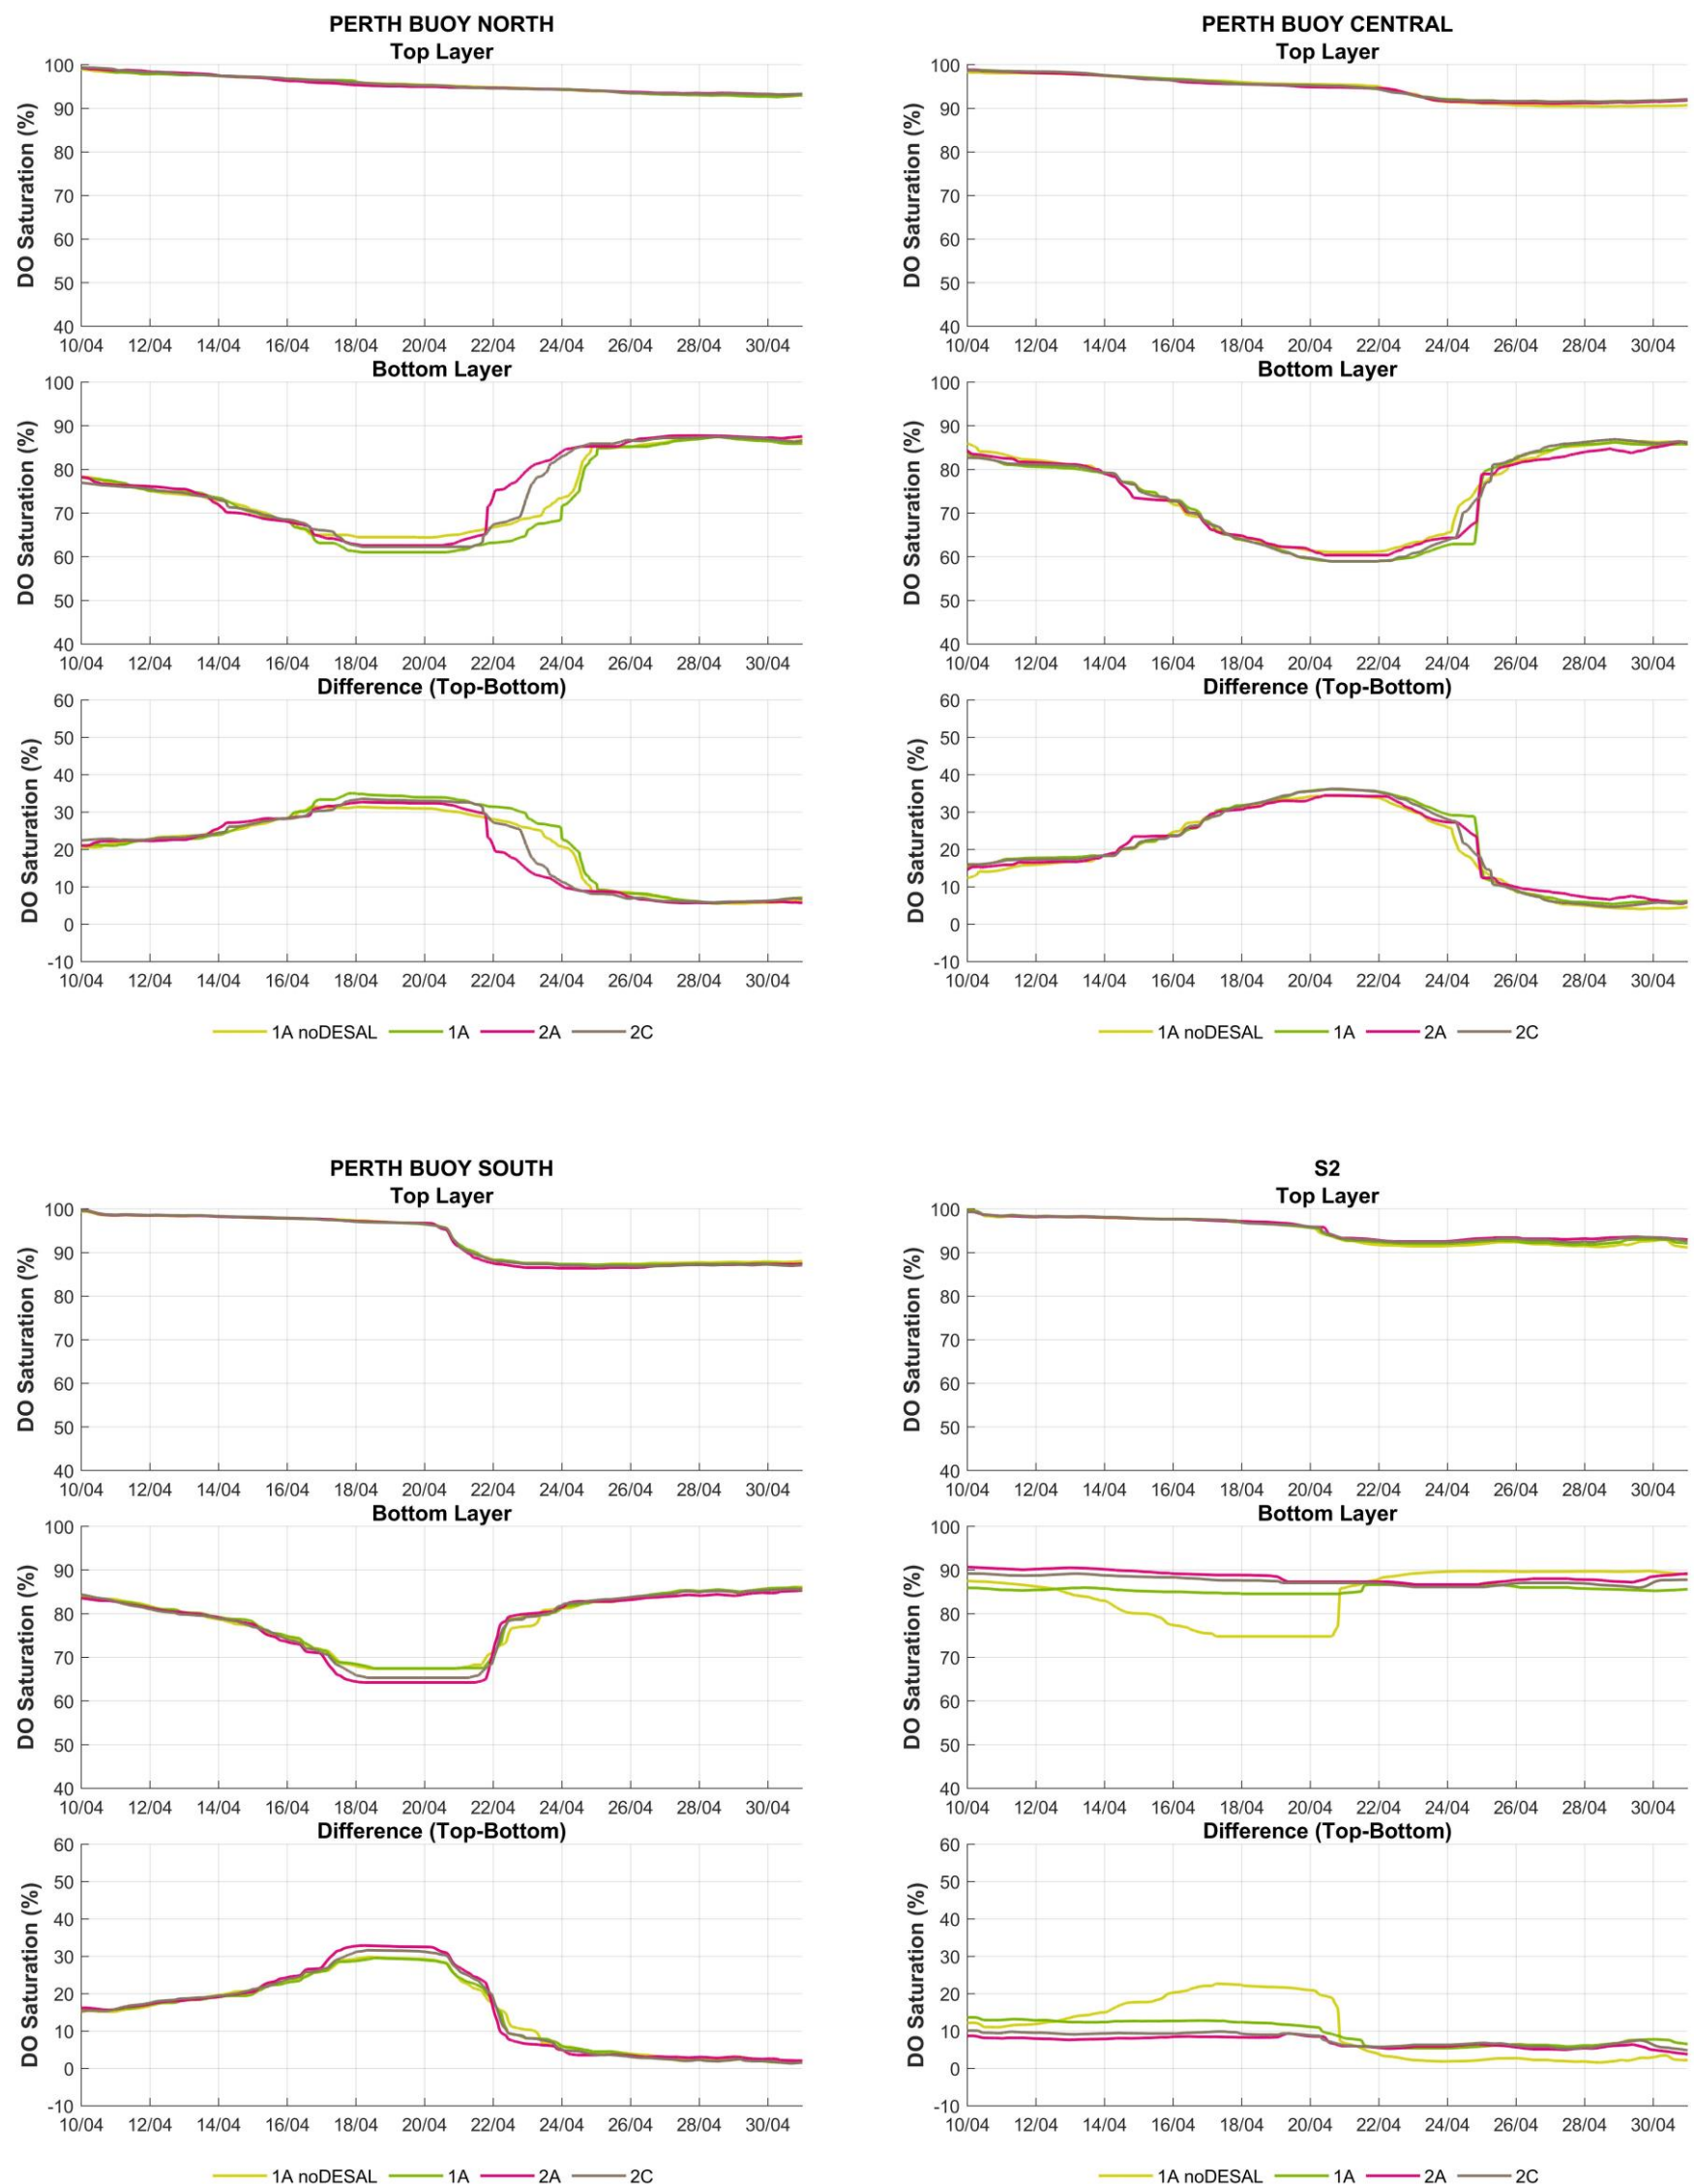 PERTH BUOY NORTH
Top Layer
DO Saturation (%)
100
90
80
70
60
50
40
10/04 12/04 14/04 16/04 18/04 20/04 22/04 24/04 26/04 28/04 30/04
Bottom Layer
DO Saturation (%)
100
90
80
70
60
50
40
10/04 12/04 14/04 16/04 18/04 20/04 22/04 24/04 26/04 28/04 30/04
Difference (Top-Bottom)
DO Saturation (%)
60
50
40
30
20
10
0
-10
10/04 12/04 14/04 16/04 18/04 20/04 22/04 24/04 26/04 28/04 30/04
1A noDESAL 1A 2A 2C
PERTH BUOY CENTRAL
Top Layer
DO Saturation (%)
100
90
80
70
60
50
40
10/04 12/04 14/04 16/04 18/04 20/04 22/04 24/04 26/04 28/04 30/04
Bottom Layer
DO Saturation (%)
100
90
80
70
60
50
40
10/04 12/04 14/04 16/04 18/04 20/04 22/04 24/04 26/04 28/04 30/04
Difference (Top-Bottom)
DO Saturation (%)
60
50
40
30
20
10
0
-10
10/04 12/04 14/04 16/04 18/04 20/04 22/04 24/04 26/04 28/04 30/04
1A noDESAL 1A 2A 2C
PERTH BUOY SOUTH
Top Layer
DO Saturation (%)
100
90
80
70
60
50
40
10/04 12/04 14/04 16/04 18/04 20/04 22/04 24/04 26/04 28/04 30/04
Bottom Layer
DO Saturation (%)
100
90
80
70
60
50
40
10/04 12/04 14/04 16/04 18/04 20/04 22/04 24/04 26/04 28/04 30/04
Difference (Top-Bottom)
DO Saturation (%)
60
50
40
30
20
10
0
-10
10/04 12/04 14/04 16/04 18/04 20/04 22/04 24/04 26/04 28/04 30/04
1A noDESAL 1A 2A 2C
S2
Top Layer
DO Saturation (%)
100
90
80
70
60
50
40
10/04 12/04 14/04 16/04 18/04 20/04 22/04 24/04 26/04 28/04 30/04
Bottom Layer
DO Saturation (%)
100
90
80
70
60
50
40
10/04 12/04 14/04 16/04 18/04 20/04 22/04 24/04 26/04 28/04 30/04
Difference (Top-Bottom)
DO Saturation (%)
60
50
40
30
20
10
0
-10
10/04 12/04 14/04 16/04 18/04 20/04 22/04 24/04 26/04 28/04 30/04
1A noDESAL 1A 2A 2C